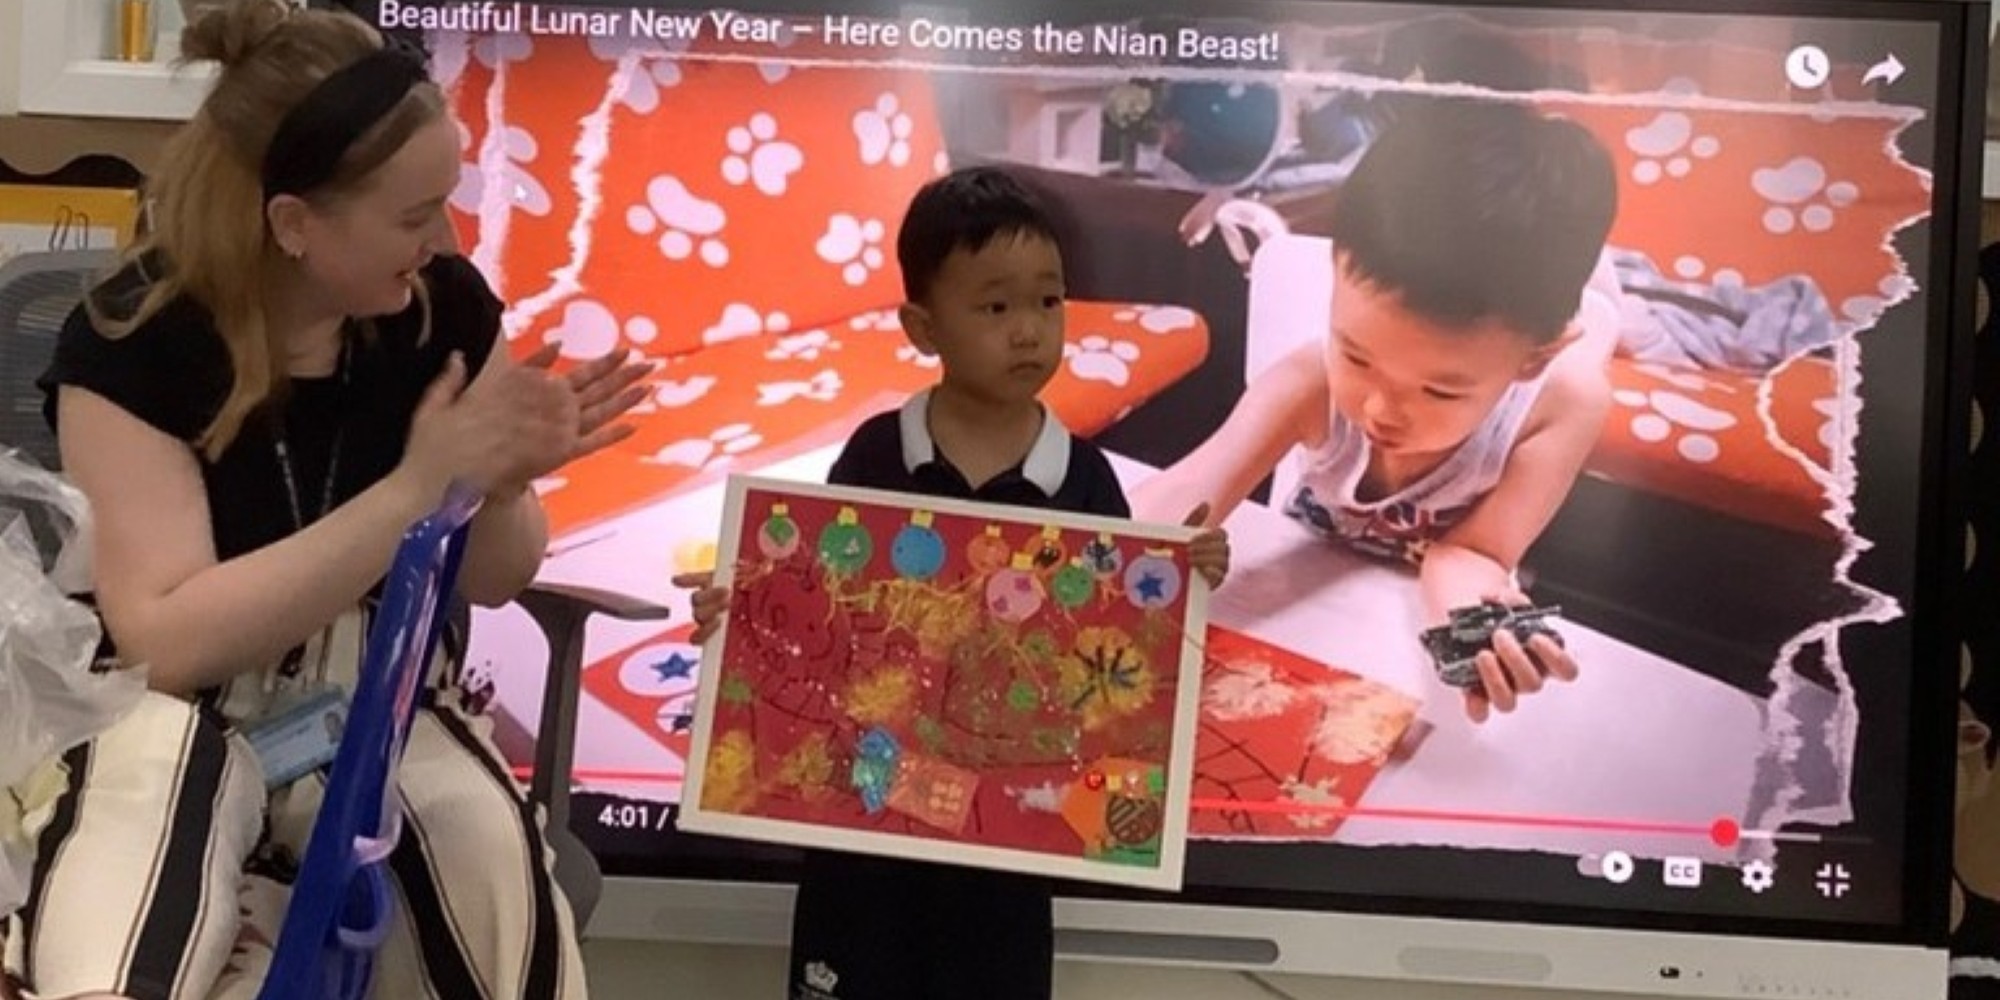 Beautiful Lunar New Year – Here Comes the Nian Beast!
4:01 /
CC